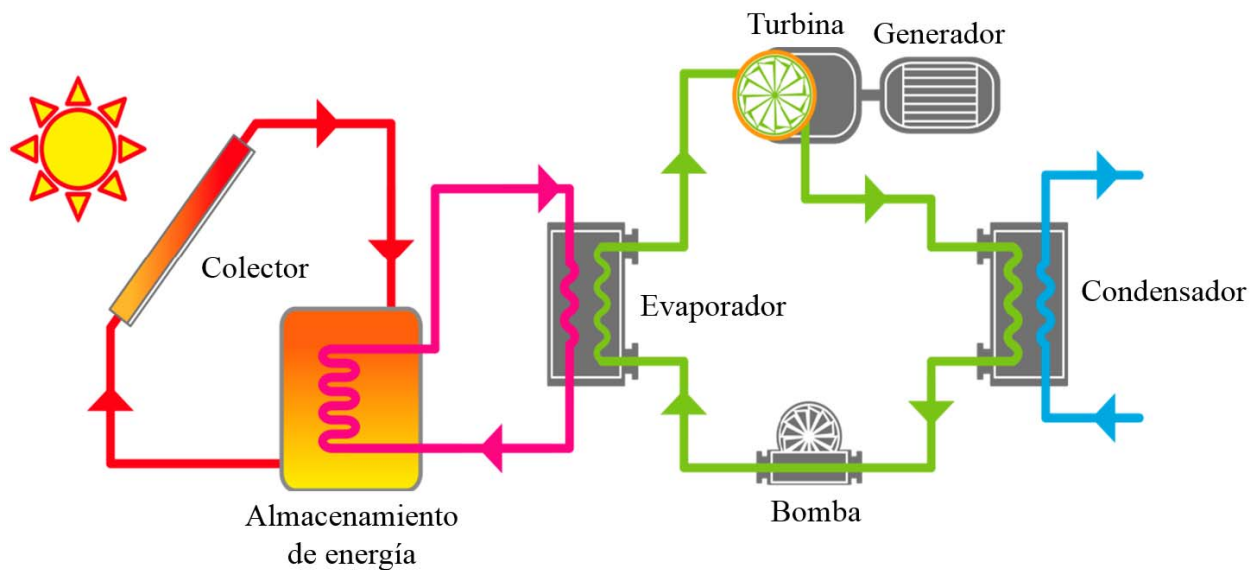 Turbina
Generador
Colector
Evaporador
Condensador
Bomba
Almacenamiento
de energía